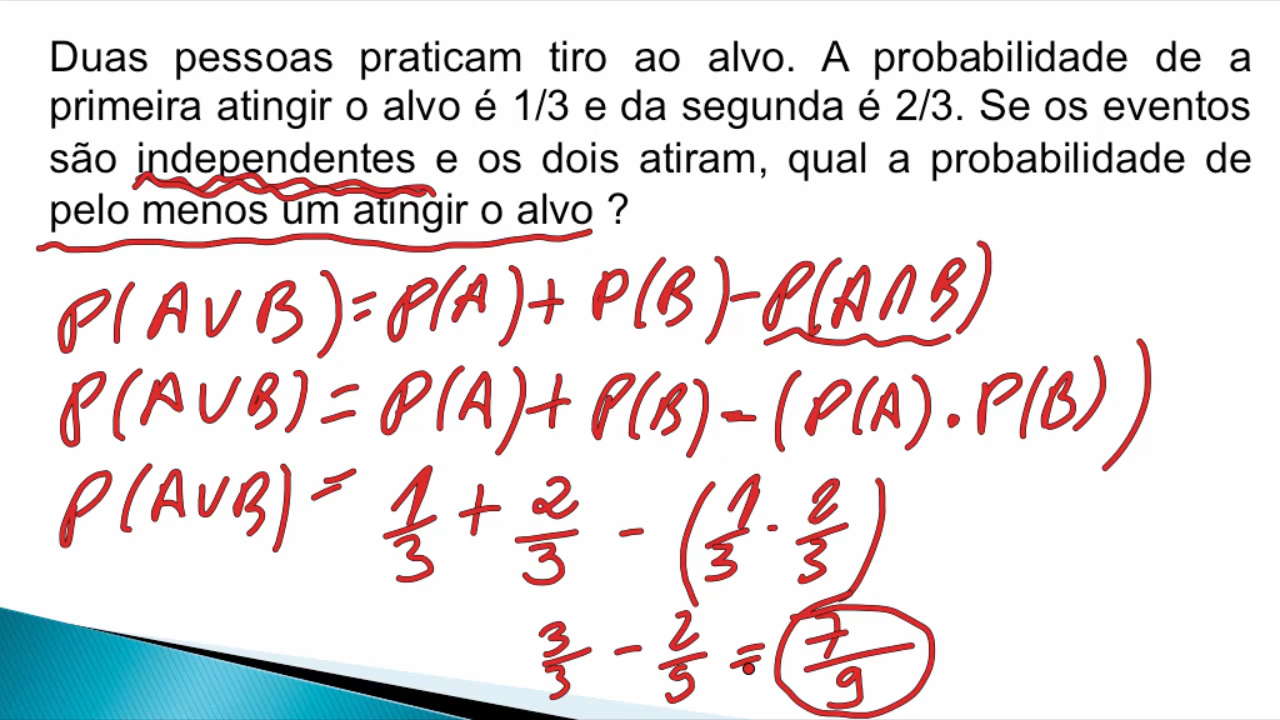 Duas pessoas praticam tiro ao alvo. A probabilidade de a
primeira atingir o alvo é 1/3 e da segunda é 2/3. Se os eventos
são independentes e os dois atiram, qual a probabilidade de
pelo menos um atingir o alvo ?
P(A∪B)=P(A)+P(B)-P(A∩B)
P(A∪B)=P(A)+P(B)-(P(A).P(B))
P(A∪B)= 1/3 + 2/3 - (1/3 · 2/3)
3/3 - 2/9 = 7/9